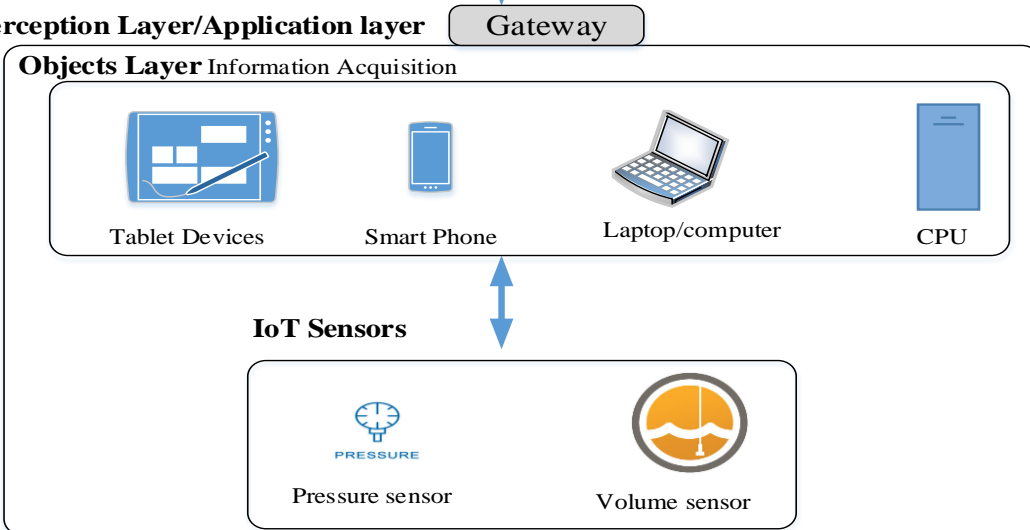 erception Layer/Application layer
Gateway
Objects Layer Information Acquisition
Tablet Devices
Smart Phone
Laptop/computer
CPU
IoT Sensors
PRESSURE
Pressure sensor
Volume sensor